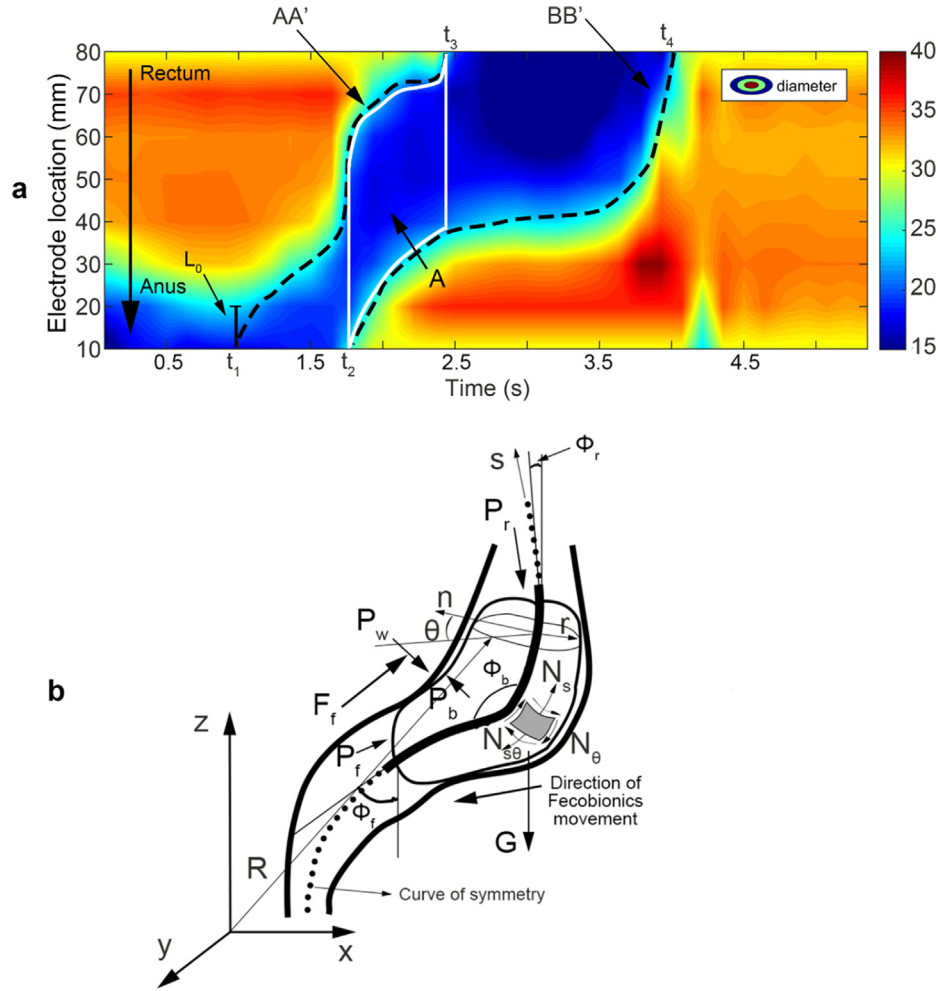 AA’
BB’
t3
t4
80
70
60
50
40
30
20
10
Electrode location (mm)
Rectum
Anus
L0
A
diameter
40
35
30
25
20
15
0.5
t1
1.5
t2
2.5
3.5
4.5
Time (s)
a
b
s
Φr
Pr
n
θ
r
Pw
Φb
Ns
Ff
Pb
z
Pf
Nsθ
Nθ
Direction of
Fecobionics
movement
Φf
G
R
Curve of symmetry
x
y